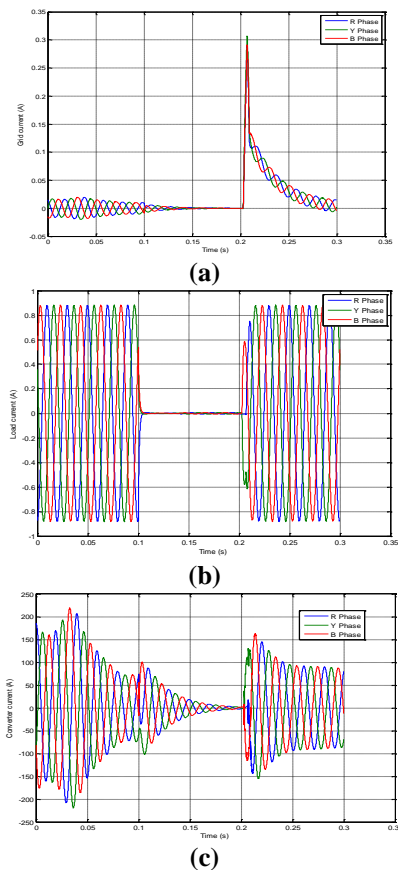 0.35
0.3
0.25
0.2
0.15
0.1
0.05
0
-0.05
Grid current (A)
R Phase
Y Phase
B Phase
0 0.05 0.1 0.15 0.2 0.25 0.3 0.35
Time (s)
(a)
1
0.8
0.6
0.4
0.2
0
-0.2
-0.4
-0.6
-0.8
-1
Load current (A)
R Phase
Y Phase
B Phase
0 0.05 0.1 0.15 0.2 0.25 0.3 0.35
Time (s)
(b)
250
200
150
100
50
0
-50
-100
-150
-200
-250
Converter current (A)
R Phase
Y Phase
B Phase
0 0.05 0.1 0.15 0.2 0.25 0.3 0.35
Time (s)
(c)